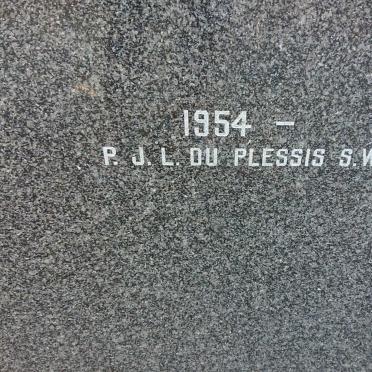 1954 –
P. J. L. DU PLESSIS S.